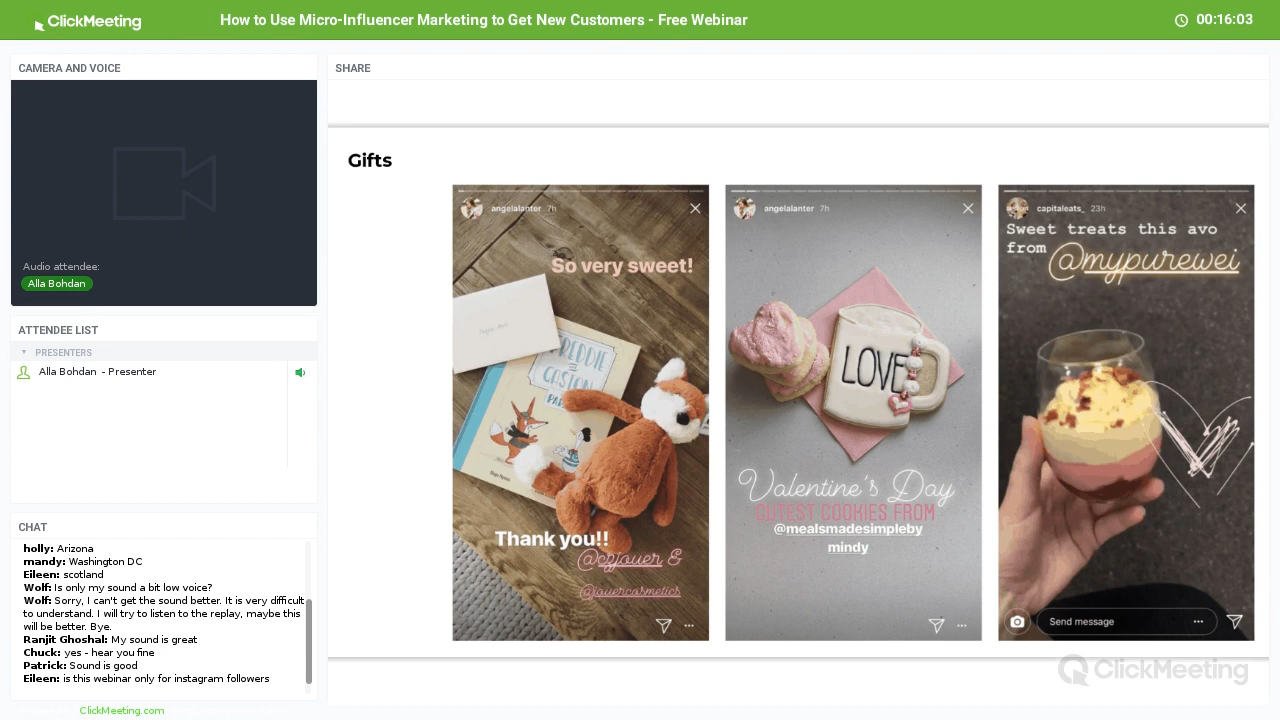 ClickMeeting
How to Use Micro-Influencer Marketing to Get New Customers - Free Webinar
00:16:03
CAMERA AND VOICE
Audio attendee:
Alla Bohdan
ATTENDEE LIST
PRESENTERS
Alla Bohdan - Presenter
CHAT
holly: Arizona
mandy: Washington DC
Eileen: scotland
Wolf: Is only my sound a bit low voice?
Wolf: Sorry, I can't get the sound better. It is very difficult
to understand. I will try to listen to the replay, maybe this
will be better. Bye.
Ranjit Ghoshal: My sound is great
Chuck: yes - hear you fine
Patrick: Sound is good
Eileen: is this webinar only for instagram followers
ClickMeeting.com
SHARE
Gifts
angelalanter 7h
So very sweet!
FREDDIE
GASTON
Thank you!!
@cpjouer &
@jouercosmetics
angelalanter 7h
LOVE
Valentine's Day
CUTEST COOKIES FROM
@mealsmadesimpleby
mindy
capitaleats_ 23h
Sweet treats this avo
from @mypurewei
Send message
ClickMeeting